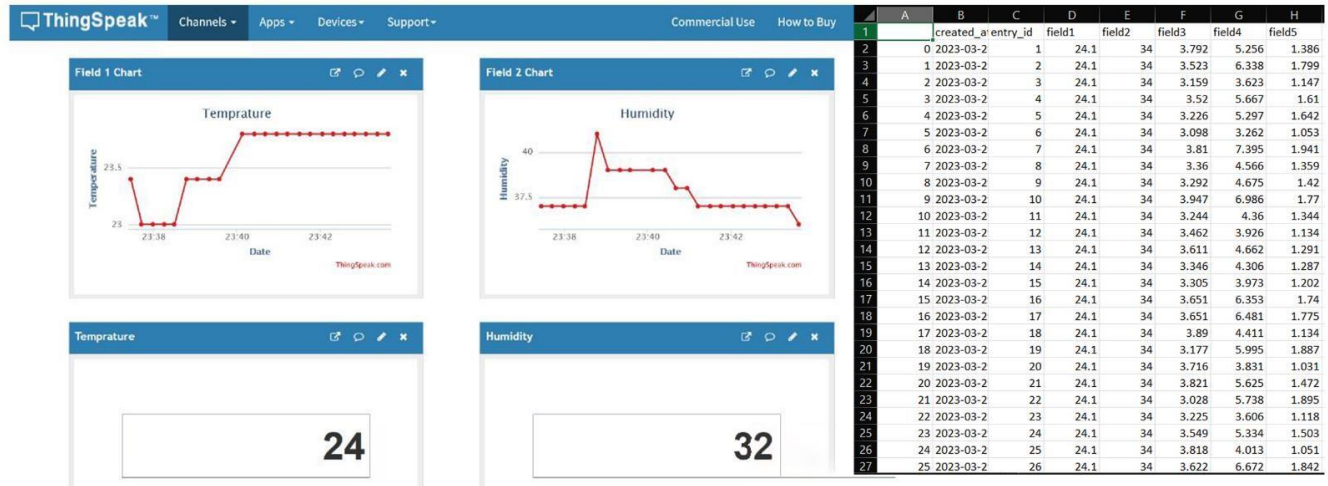 ThingSpeak™ Channels Apps Devices Support Commercial Use How to Buy
Field 1 Chart
Temprature
Temperature
23.5
23
23:38 23:40 23:42
Date
ThingSpeak.com
Field 2 Chart
Humidity
Humidity
40
37.5
23:38 23:40 23:42
Date
ThingSpeak.com
Temprature
24
Humidity
32
A B C D E F G H
1 created_at entry_id field1 field2 field3 field4 field5
2 0 2023-03-2 1 24.1 34 3.792 5.256 1.386
3 1 2023-03-2 2 24.1 34 3.523 6.338 1.799
4 2 2023-03-2 3 24.1 34 3.159 3.623 1.147
5 3 2023-03-2 4 24.1 34 3.52 5.667 1.61
6 4 2023-03-2 5 24.1 34 3.226 5.297 1.642
7 5 2023-03-2 6 24.1 34 3.098 3.262 1.053
8 6 2023-03-2 7 24.1 34 3.81 7.395 1.941
9 7 2023-03-2 8 24.1 34 3.36 4.566 1.359
10 8 2023-03-2 9 24.1 34 3.292 4.675 1.42
11 9 2023-03-2 10 24.1 34 3.947 6.986 1.77
12 10 2023-03-2 11 24.1 34 3.244 4.36 1.344
13 11 2023-03-2 12 24.1 34 3.462 3.926 1.134
14 12 2023-03-2 13 24.1 34 3.611 4.662 1.291
15 13 2023-03-2 14 24.1 34 3.346 4.306 1.287
16 14 2023-03-2 15 24.1 34 3.305 3.973 1.202
17 15 2023-03-2 16 24.1 34 3.651 6.353 1.74
18 16 2023-03-2 17 24.1 34 3.651 6.481 1.775
19 17 2023-03-2 18 24.1 34 3.89 4.411 1.134
20 18 2023-03-2 19 24.1 34 3.177 5.995 1.887
21 19 2023-03-2 20 24.1 34 3.716 3.831 1.031
22 20 2023-03-2 21 24.1 34 3.821 5.625 1.472
23 21 2023-03-2 22 24.1 34 3.028 5.738 1.895
24 22 2023-03-2 23 24.1 34 3.225 3.606 1.118
25 23 2023-03-2 24 24.1 34 3.549 5.334 1.503
26 24 2023-03-2 25 24.1 34 3.818 4.013 1.051
27 25 2023-03-2 26 24.1 34 3.622 6.672 1.842